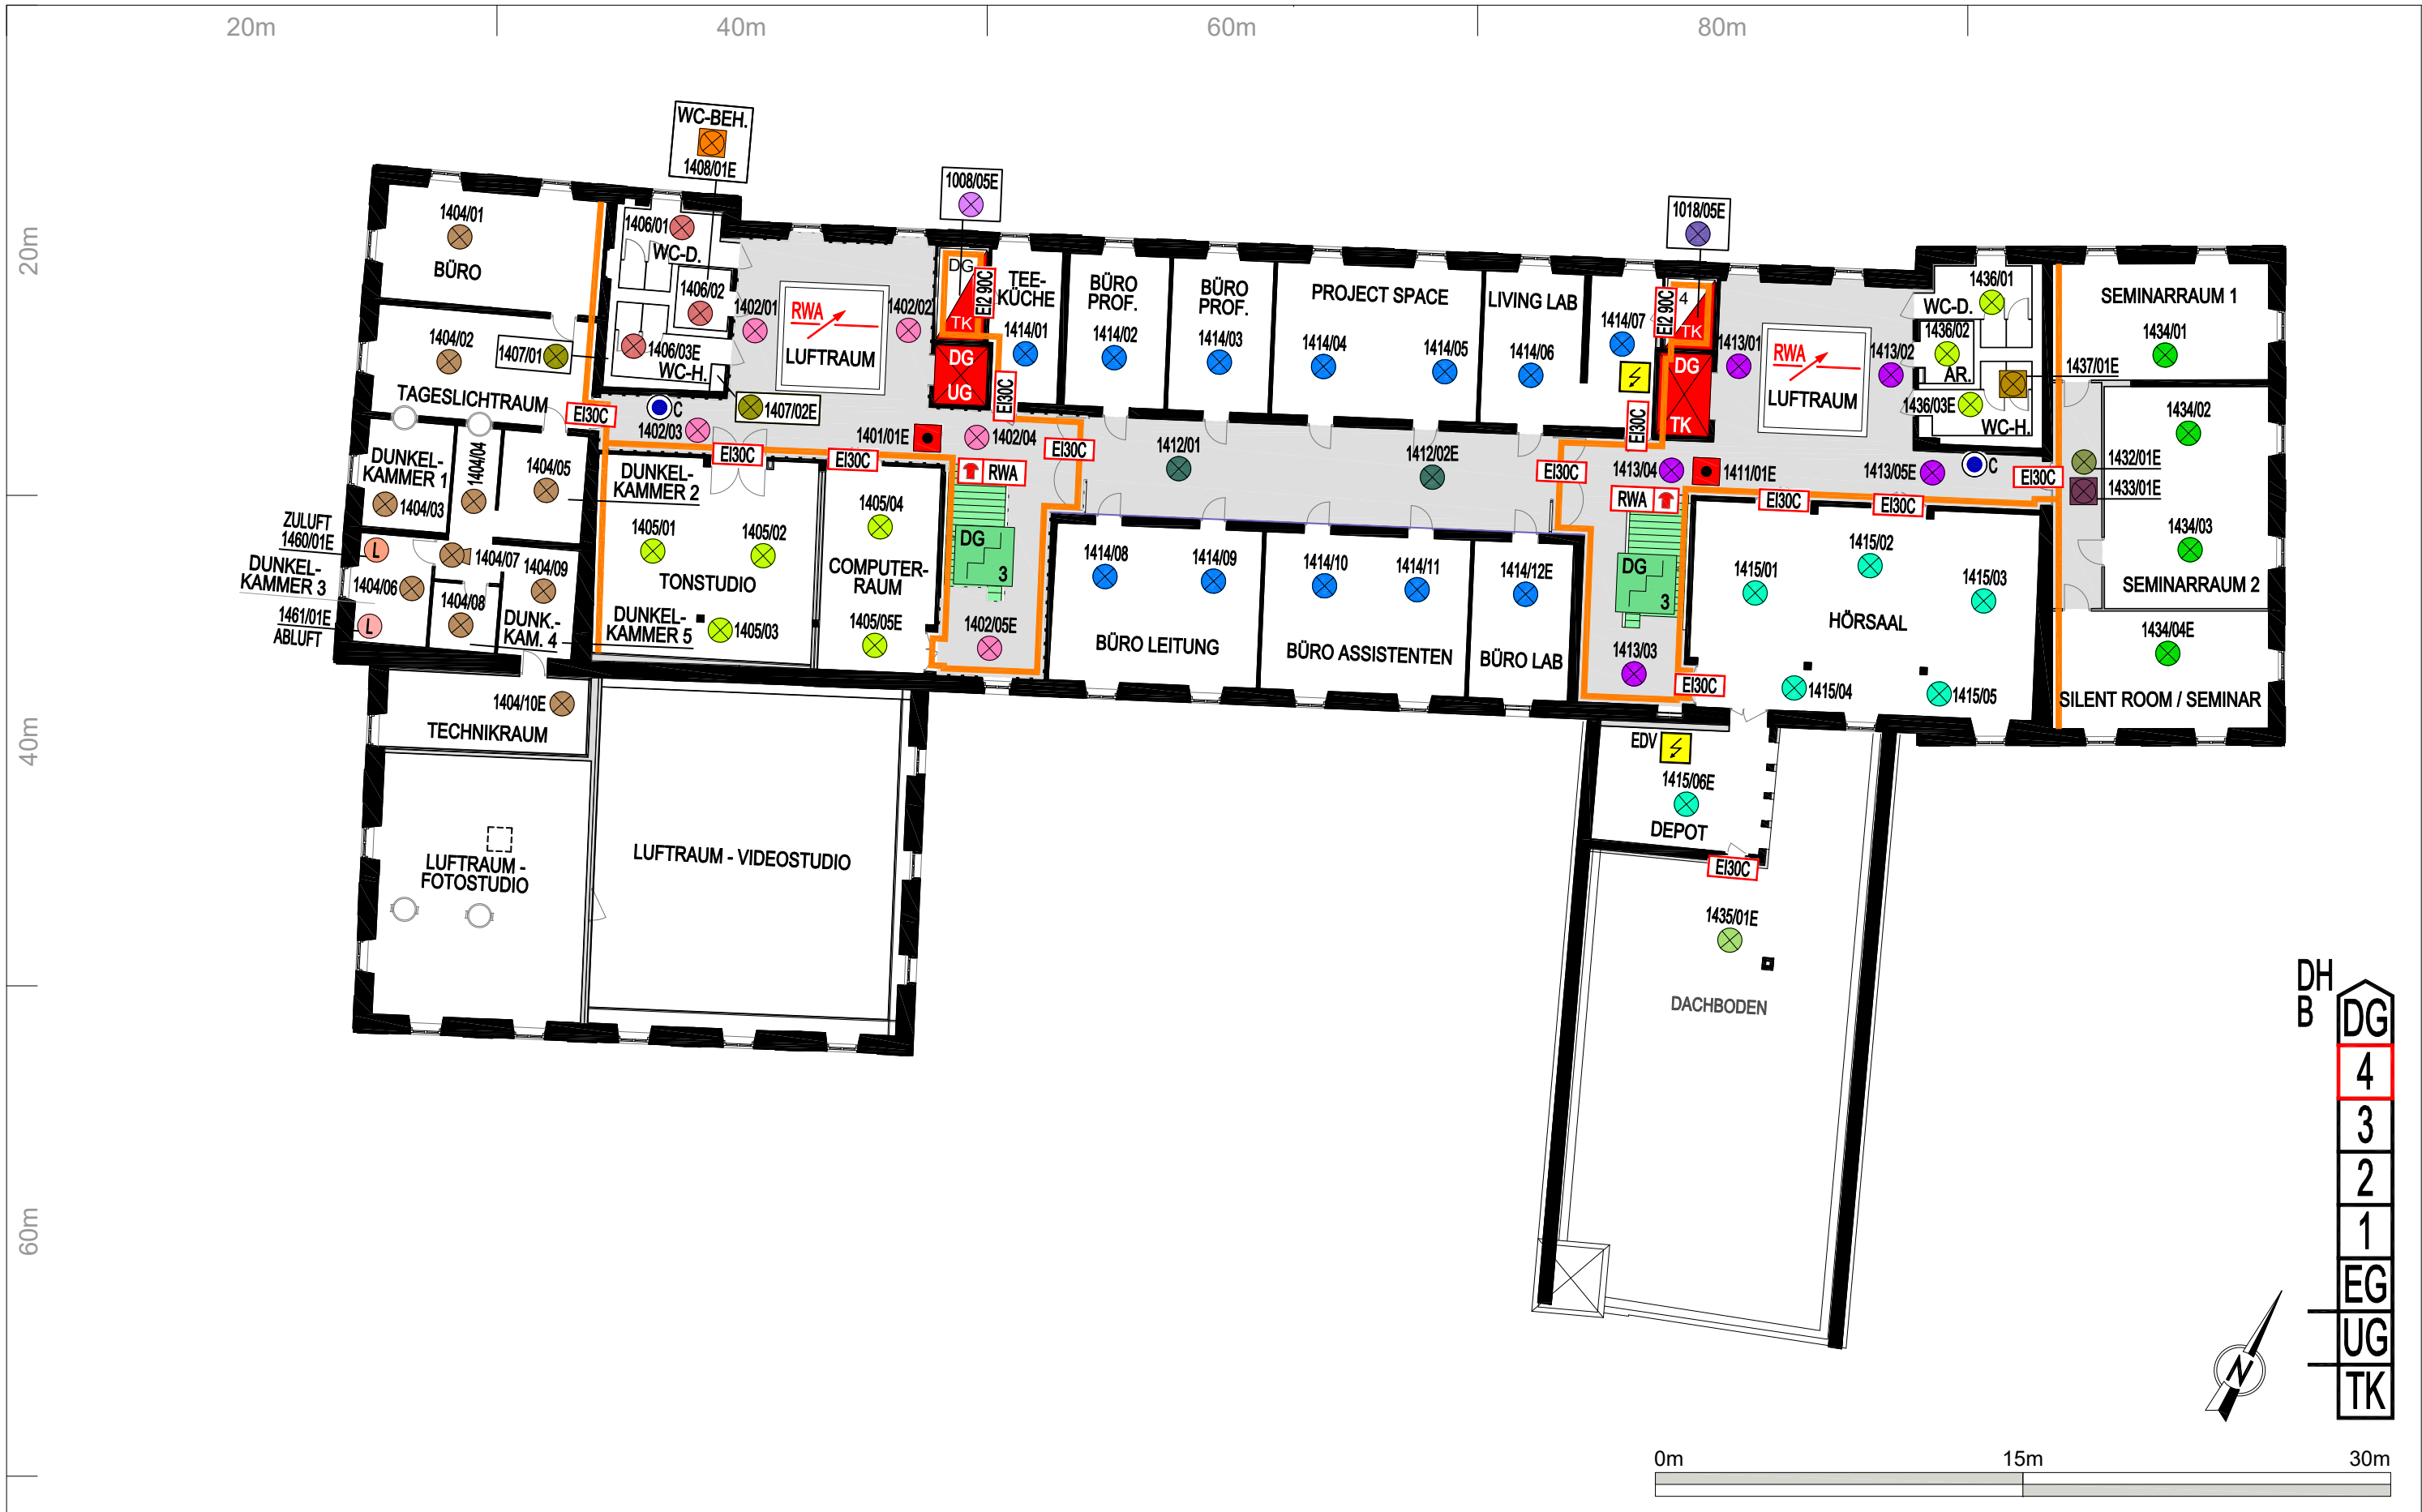 20m
40m
60m
80m
20m
40m
60m
WC-BEH.
1408/01E
1008/05E
1018/05E
1404/01
BÜRO
1404/02
1407/01
TAGESLICHTRAUM
1406/01
WC-D.
1406/02
1406/03E
WC-H.
1407/02E
1402/01
RWA
LUFTRAUM
1402/02
DG
TK
EI2 90C
DG
UG
EI30C
TEE-
KÜCHE
1414/01
BÜRO
PROF.
1414/02
BÜRO
PROF.
1414/03
PROJECT SPACE
1414/04
1414/05
LIVING LAB
1414/06
1414/07
EI2 90C
4
TK
DG
TK
EI30C
1413/01
RWA
LUFTRAUM
1413/02
1436/01
WC-D.
1436/02
AR.
1436/03E
WC-H.
1437/01E
SEMINARRAUM 1
1434/01
1434/02
EI30C
C
1402/03
EI30C
EI30C
1401/01E
1402/04
EI30C
RWA
1412/01
1412/02E
EI30C
1413/04
1411/01E
RWA
EI30C
EI30C
1413/05E
C
EI30C
1432/01E
1433/01E
1434/03
SEMINARRAUM 2
1434/04E
SILENT ROOM / SEMINAR
DUNKEL-
KAMMER 1
1404/03
1404/04
1404/05
DUNKEL-
KAMMER 2
ZULUFT
1460/01E
L
DUNKEL-
KAMMER 3
1404/06
1461/01E
L
ABLUFT
1404/07
1404/08
1404/09
DUNK.-
KAM. 4
DUNKEL-
KAMMER 5
1405/01
1405/02
TONSTUDIO
1405/03
1405/04
COMPUTER-
RAUM
1405/05E
DG
3
1402/05E
1414/08
1414/09
BÜRO LEITUNG
1414/10
1414/11
BÜRO ASSISTENTEN
1414/12E
BÜRO LAB
DG
3
1413/03
EI30C
1415/01
1415/02
1415/03
HÖRSAAL
1415/04
1415/05
1404/10E
TECHNIKRAUM
LUFTRAUM -
FOTOSTUDIO
LUFTRAUM - VIDEOSTUDIO
EDV
1415/06E
DEPOT
EI30C
1435/01E
DACHBODEN
DH
B
DG
4
3
2
1
EG
UG
TK
N
0m
15m
30m